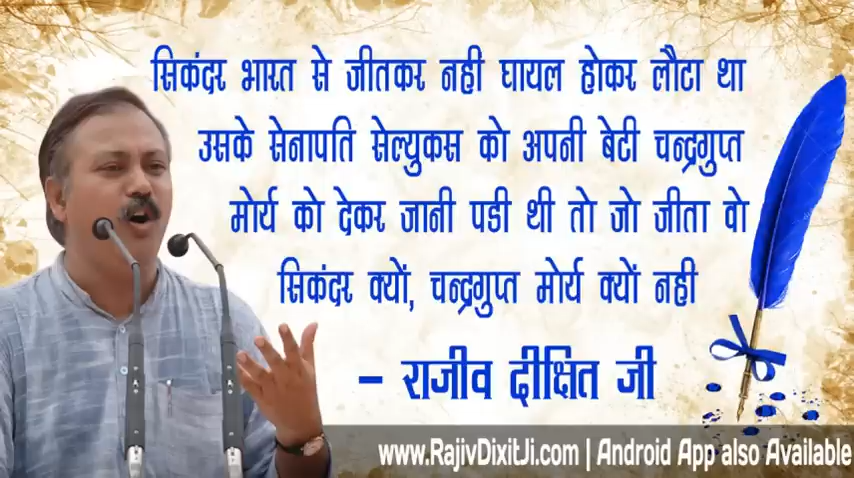 सिकंदर भारत से जीतकर नही घायल होकर लौटा था
उसके सेनापति सेल्युकस को अपनी बेटी चन्द्रगुप्त
मोर्य को देकर जानी पडी थी तो जो जीता वो
सिकंदर क्यों, चन्द्रगुप्त मोर्य क्यों नही
– राजीव दीक्षित जी
www.RajivDixitJi.com | Android App also Available